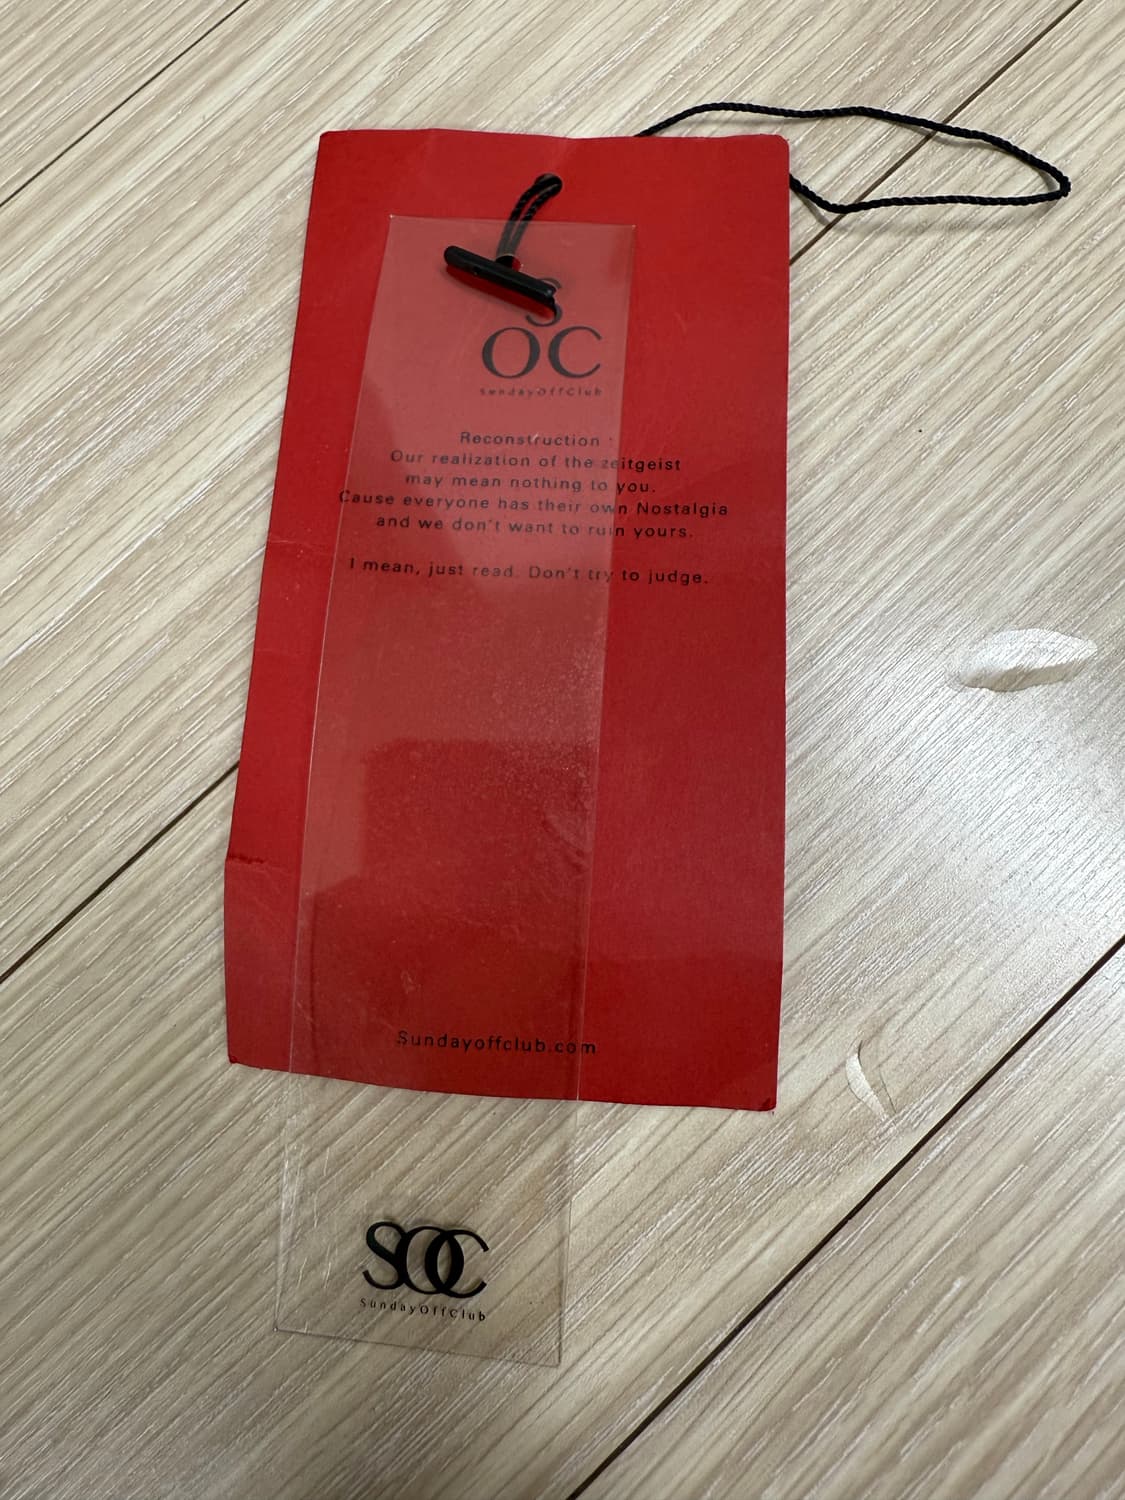 S
OC
SundayOffClub
Reconstruction :
Our realization of the zeitgeist
may mean nothing to you.
Cause everyone has their own Nostalgia
and we don't want to ruin yours.
I mean, just read. Don't try to judge.
Sundayoffclub.com
SOC
SundayOffClub